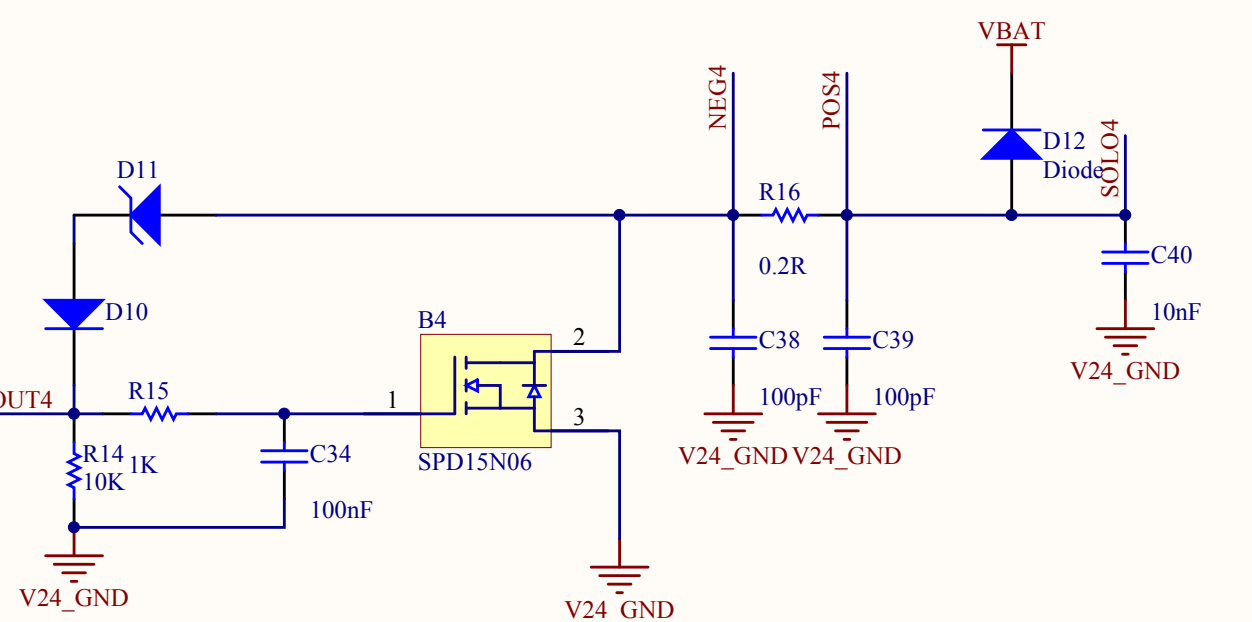 VBAT
NEG4
POS4
SOLO4
D12
Diode
D11
R16
0.2R
C40
10nF
V24_GND
D10
B4
2
C38
C39
100pF
100pF
V24_GND
V24_GND
OUT4
R15
1
3
R14
1K
10K
C34
SPD15N06
100nF
V24_GND
V24_GND